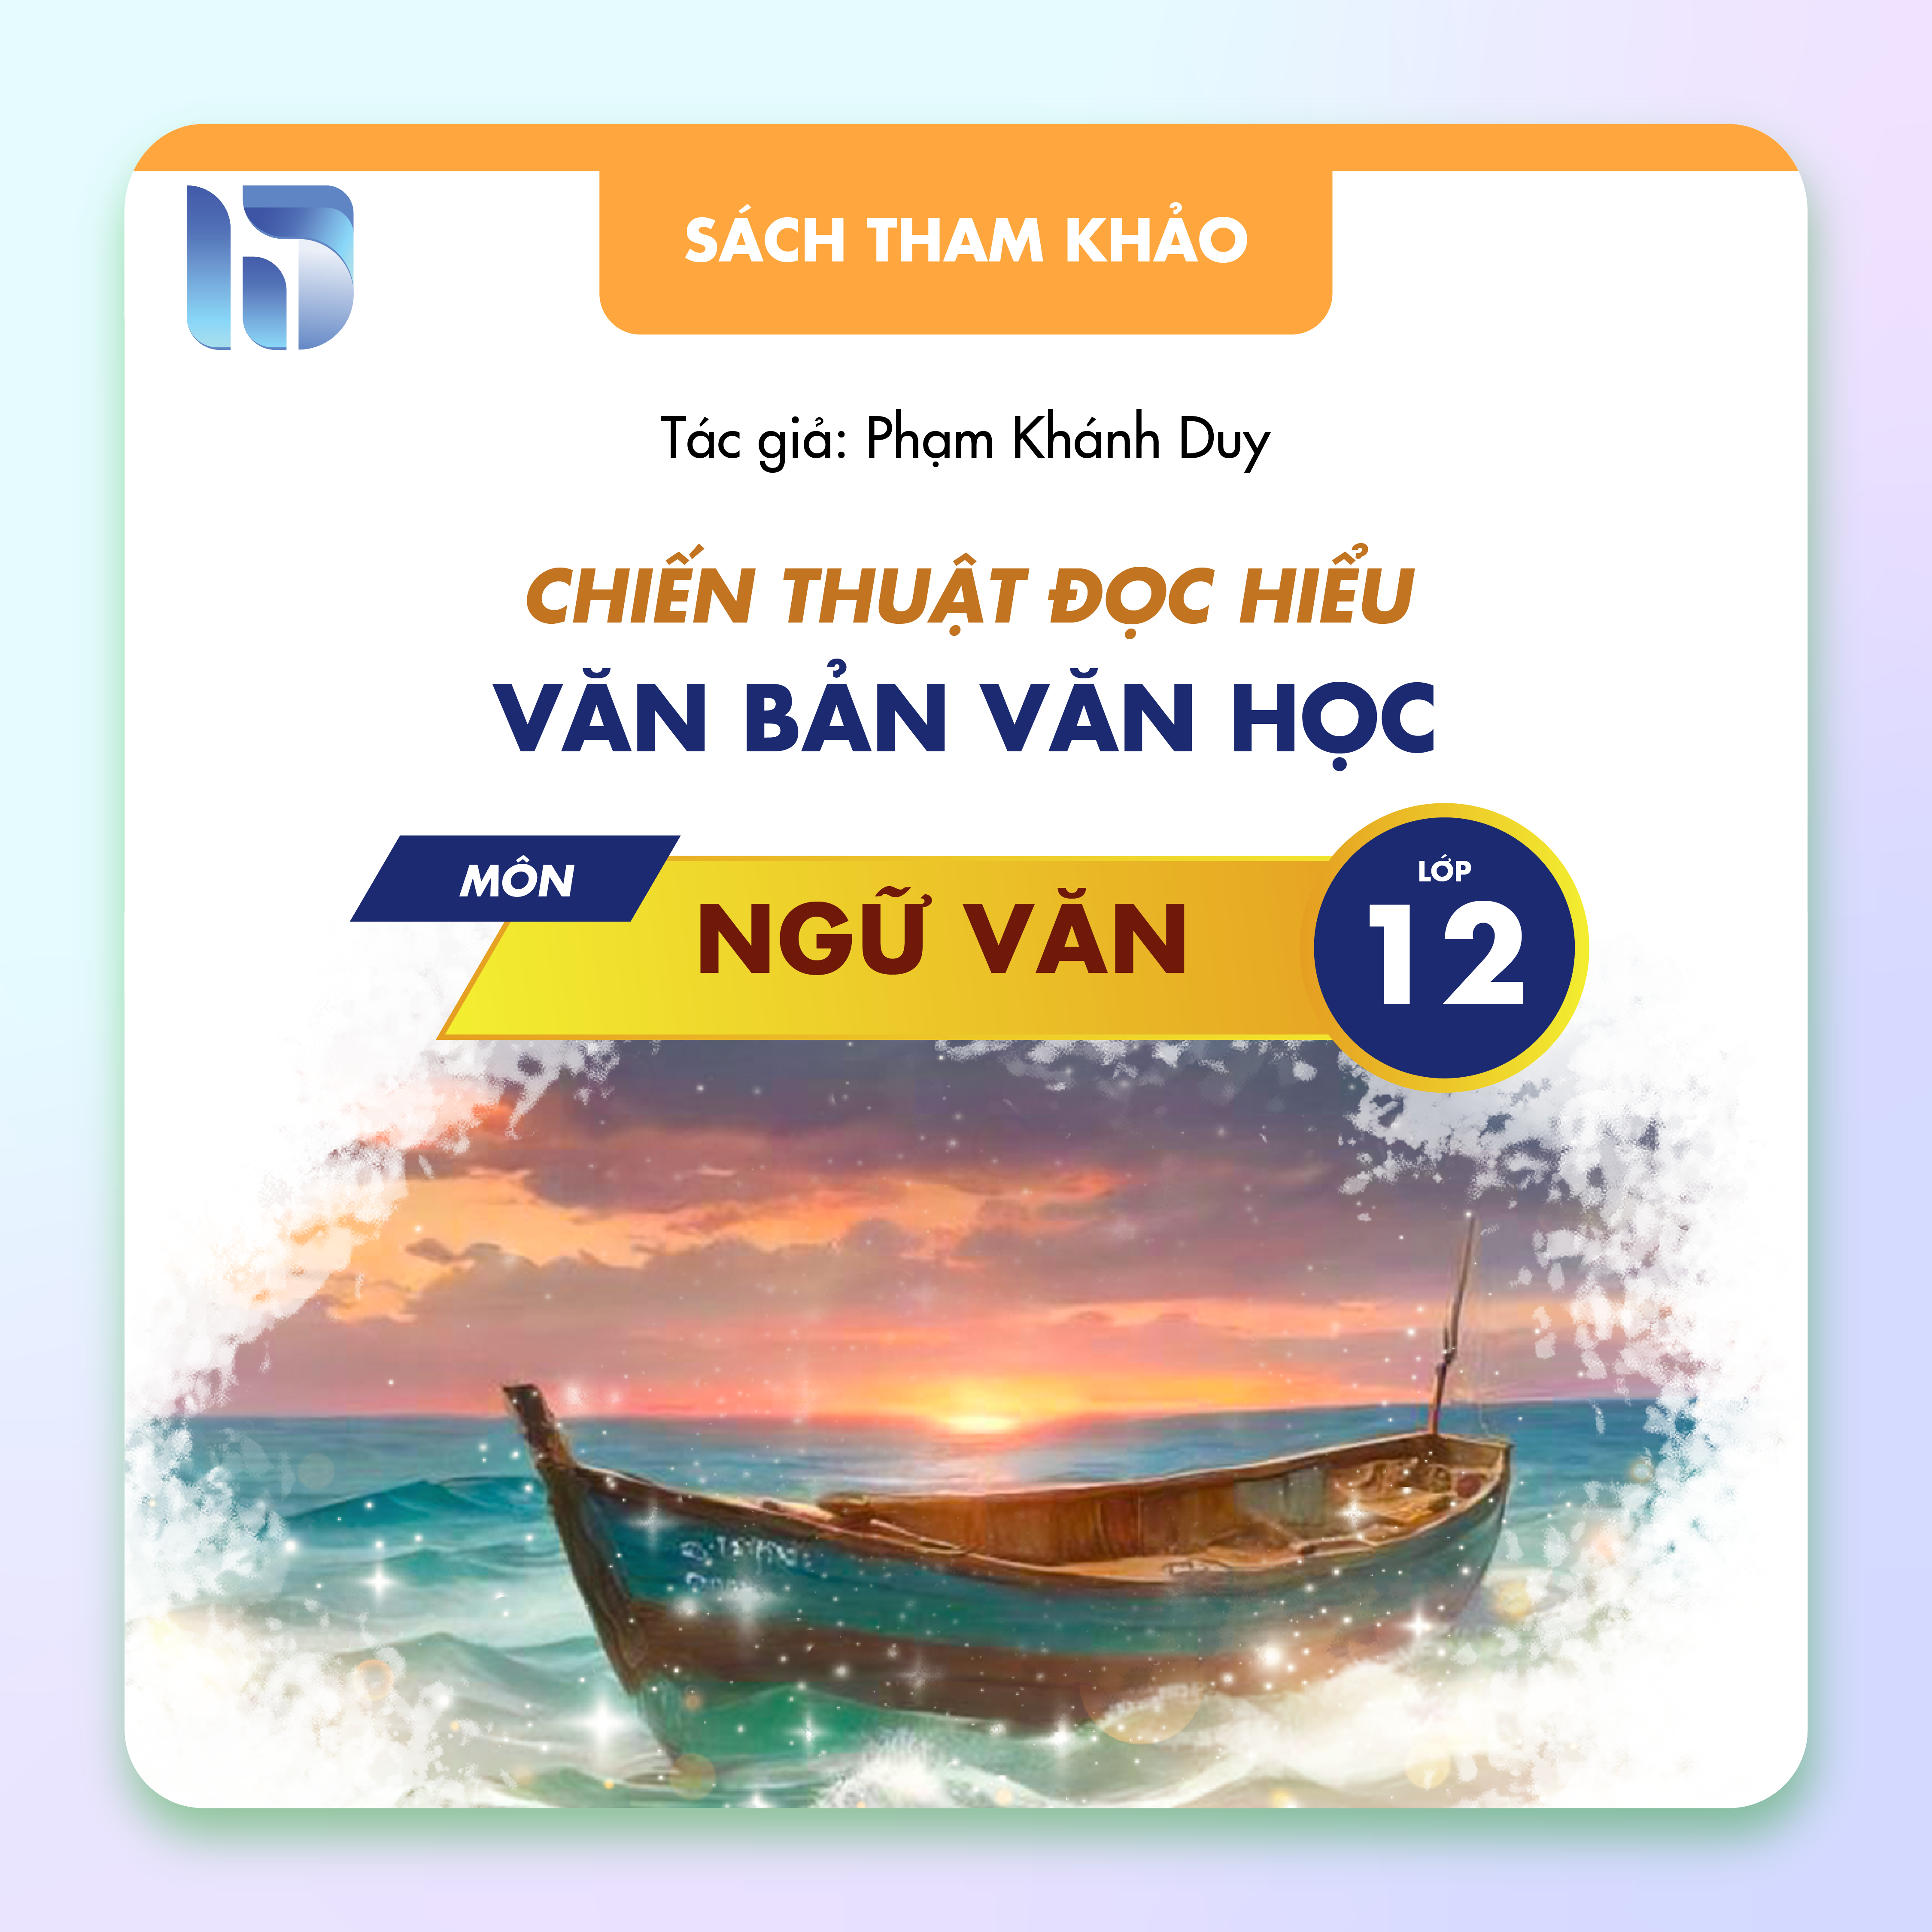 SÁCH THAM KHẢO
Tác giả: Phạm Khánh Duy
CHIẾN THUẬT ĐỌC HIỂU
VĂN BẢN VĂN HỌC
MÔN
NGỮ VĂN
LỚP
12